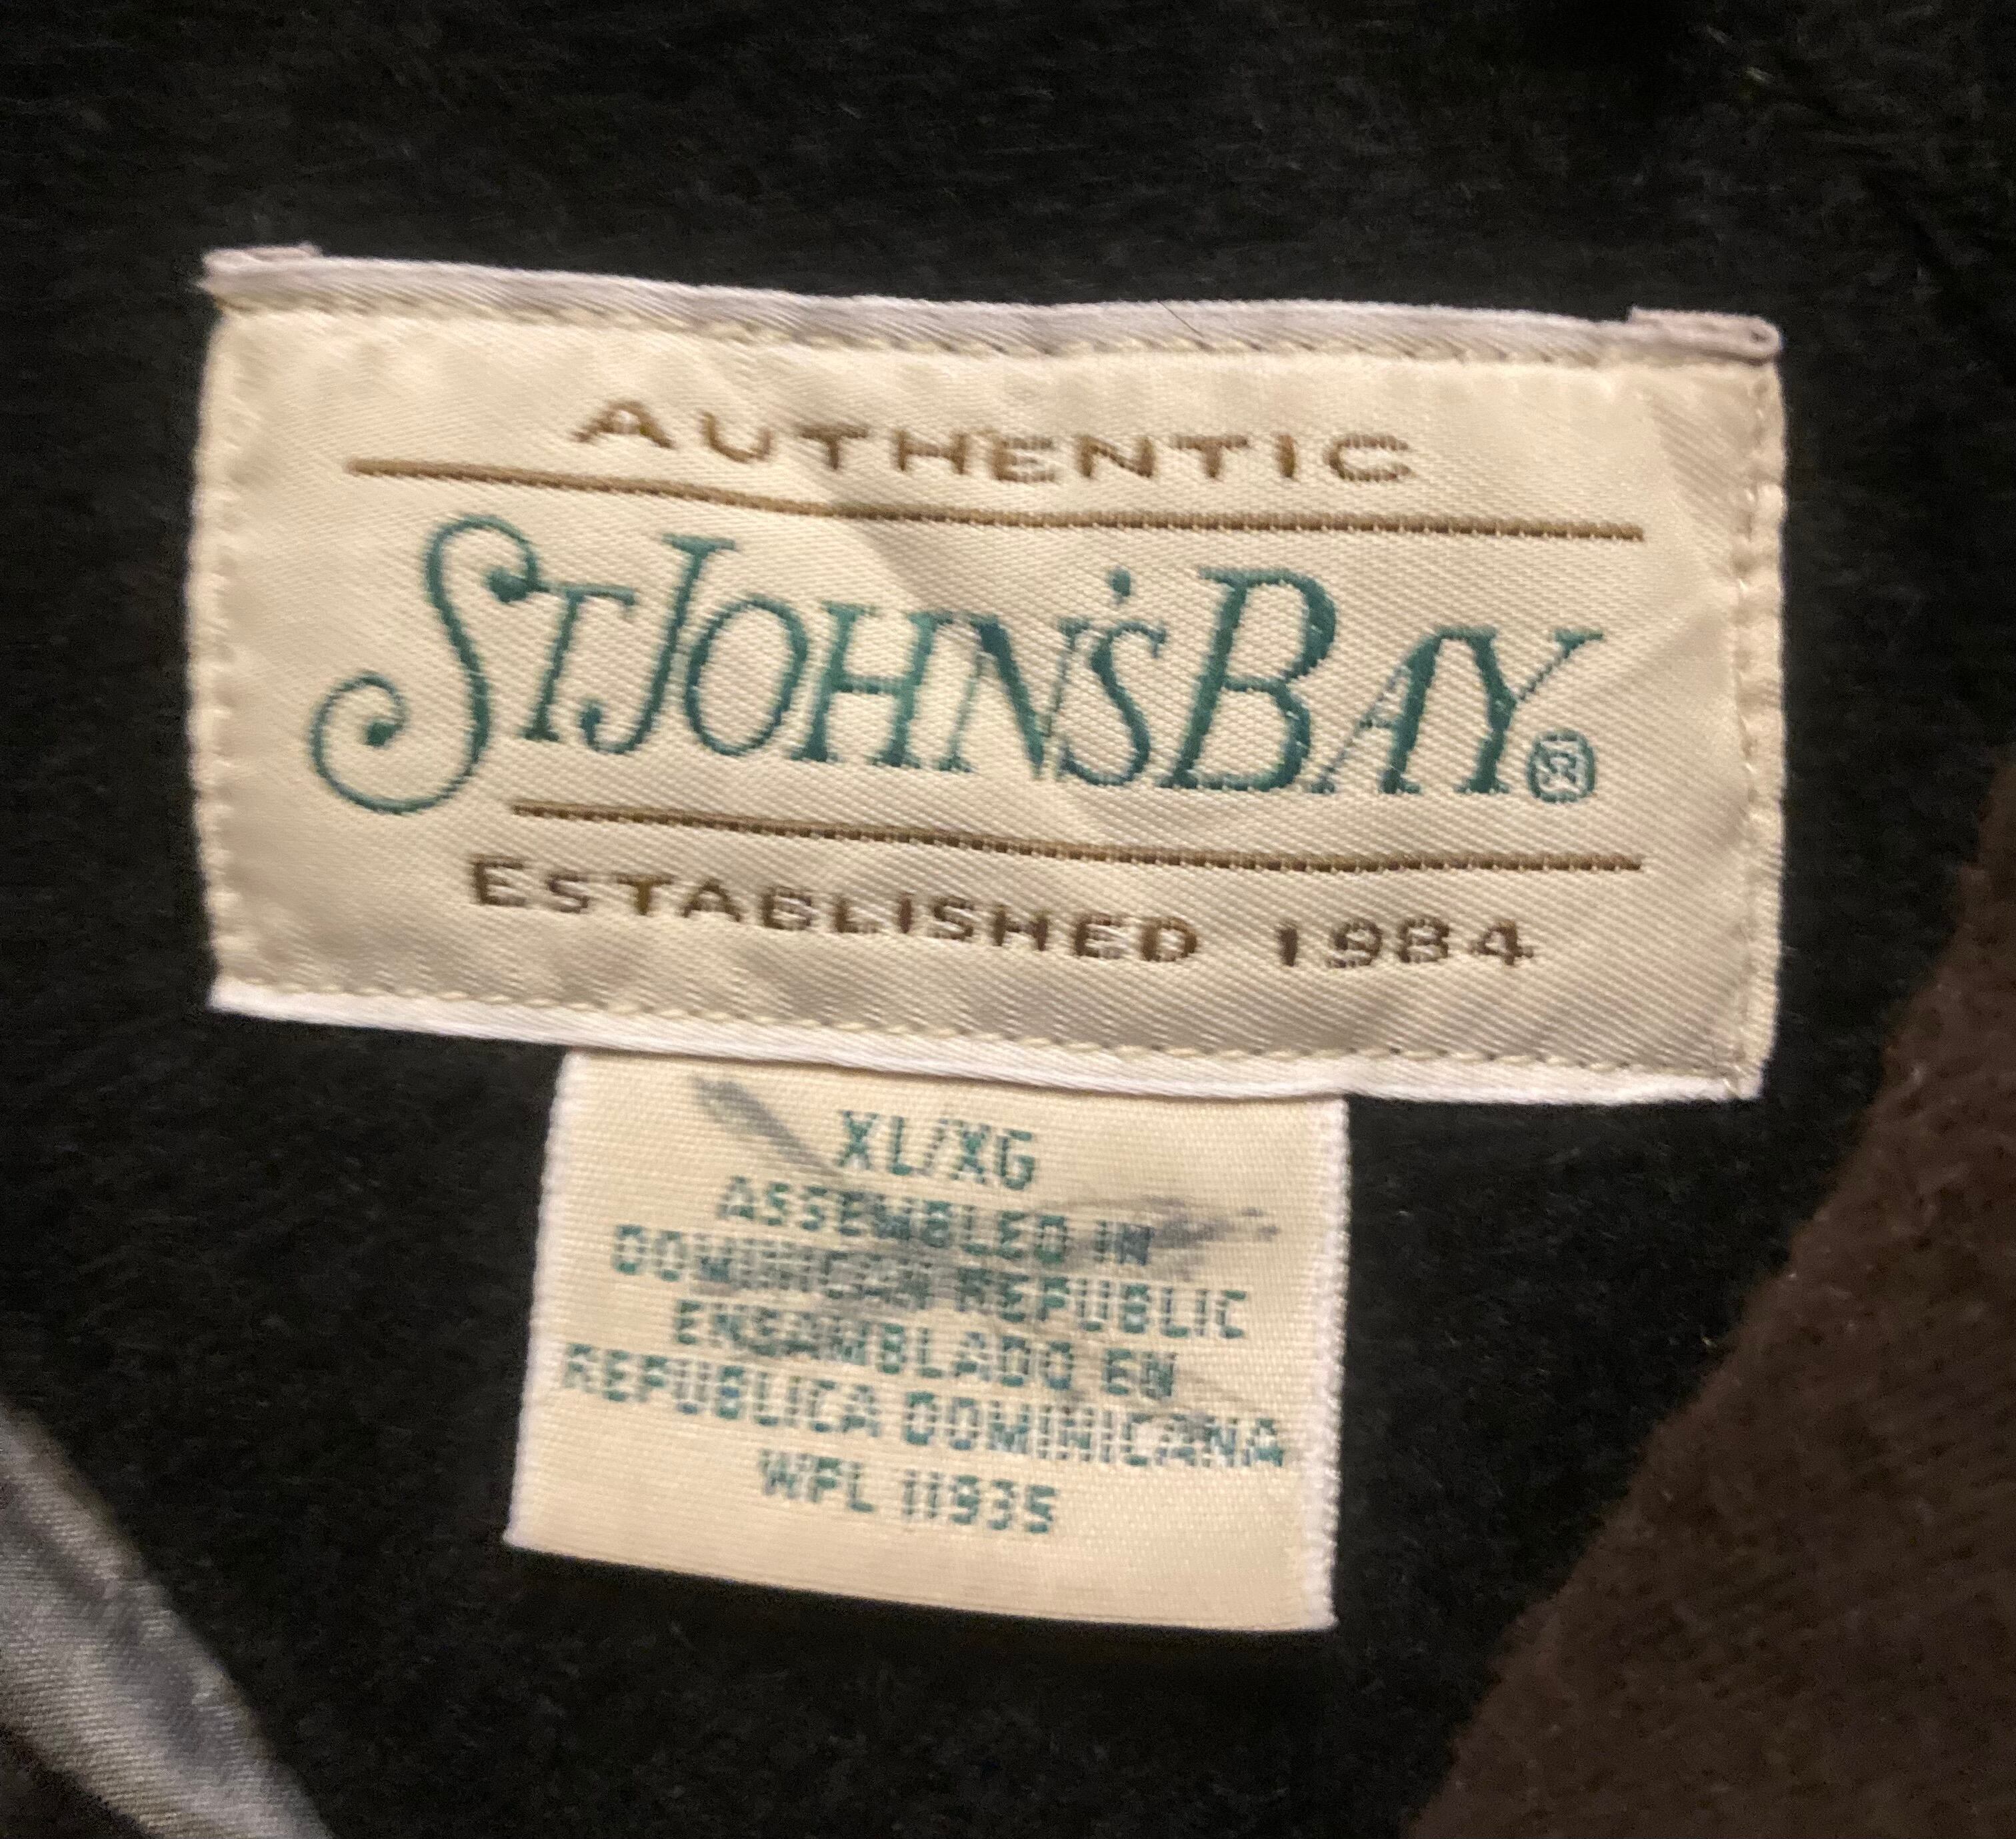 AUTHENTIC
ST JOHN'S BAY®
ESTABLISHED 1984
XL/XG
ASSEMBLED IN
DOMINICAN REPUBLIC
ENSAMBLADO EN
REPUBLICA DOMINICANA
WPL 11935